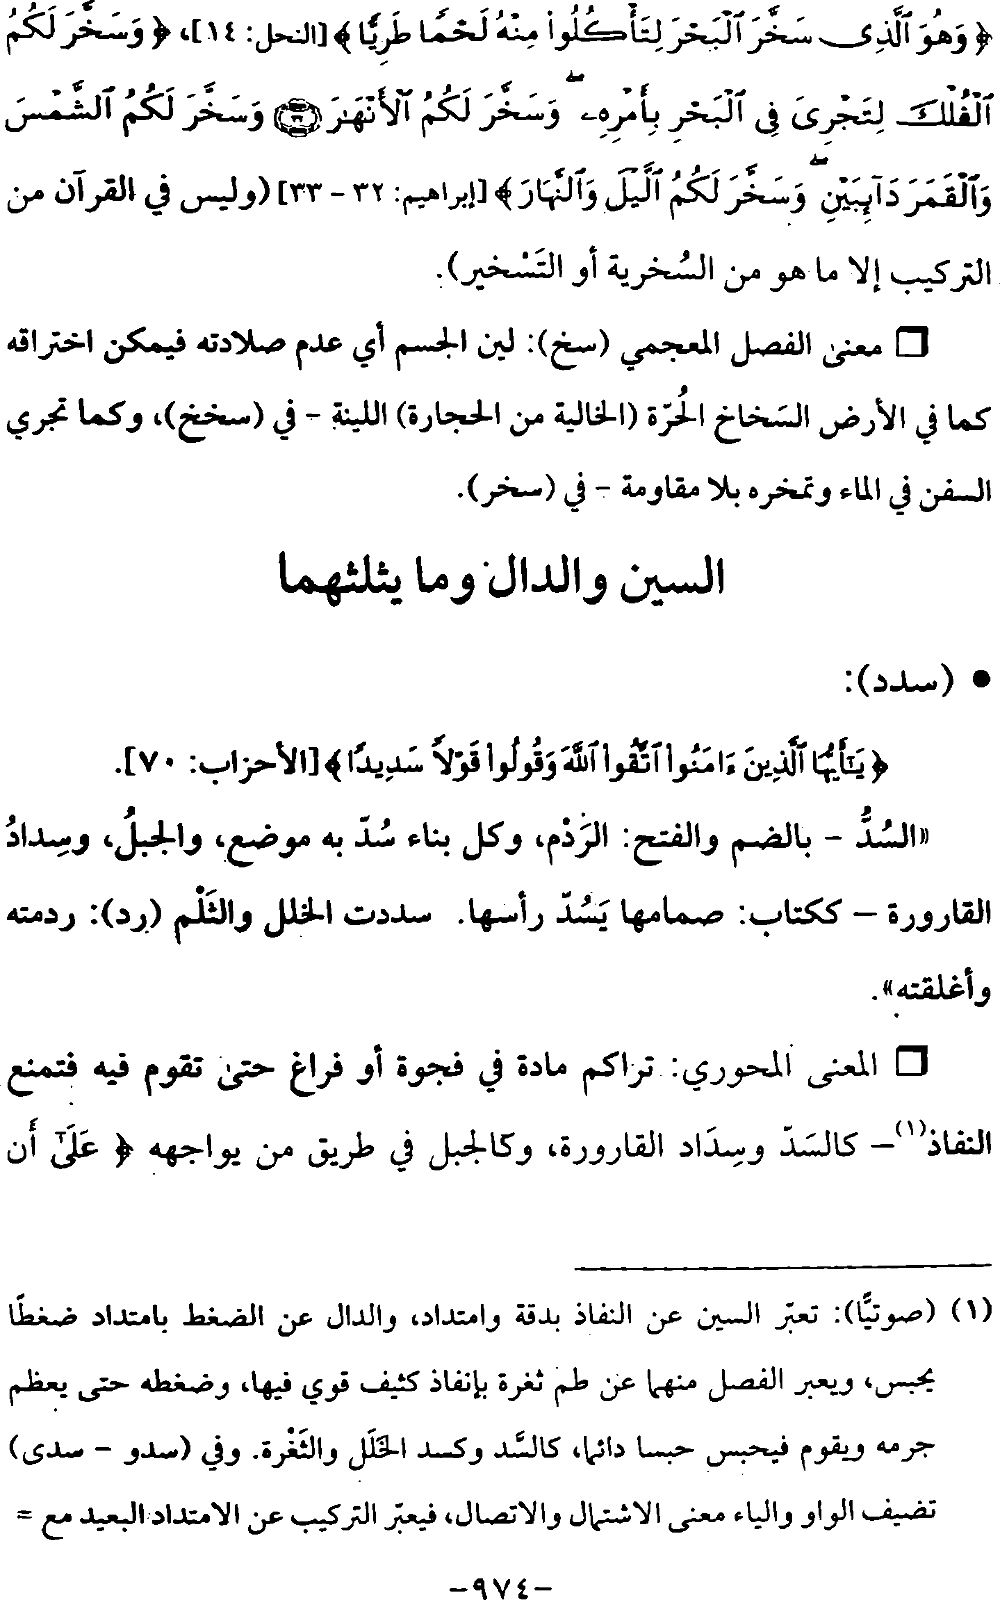 ﴿ وَهُوَ ٱلَّذِى سَخَّرَ ٱلْبَحْرَ لِتَأْكُلُوا۟ مِنْهُ لَحْمًا طَرِيًّا ﴾ [النحل: ١٤]، ﴿ وَسَخَّرَ لَكُمُ
ٱلْفُلْكَ لِتَجْرِىَ فِى ٱلْبَحْرِ بِأَمْرِهِۦ ۖ وَسَخَّرَ لَكُمُ ٱلْأَنْهَـٰرَ ۝٣٢ وَسَخَّرَ لَكُمُ ٱلشَّمْسَ
وَٱلْقَمَرَ دَآئِبَيْنِ ۖ وَسَخَّرَ لَكُمُ ٱلَّيْلَ وَٱلنَّهَارَ ﴾ [إبراهيم: ٣٢ - ٣٣] (وليس في القرآن من
التركيب إلا ما هو من السُخرية أو التَسْخير).
❒ معنى الفصل المعجمي (سخ): لين الجسم أي عدم صلادته فيمكن اختراقه
كما في الأرض السَخاخ الحُرّة (الخالية من الحجارة) اللينة - في (سخخ)، وكما تجري
السفن في الماء وتمخره بلا مقاومة - في (سخر).
السين والدال وما يثلثهما
• (سدد):
﴿ يَـٰٓأَيُّهَا ٱلَّذِينَ ءَامَنُوا۟ ٱتَّقُوا۟ ٱللَّهَ وَقُولُوا۟ قَوْلًا سَدِيدًا ﴾ [الأحزاب: ٧٠].
«السُدُّ – بالضم والفتح: الرَدْم، وكل بناء سُدّ به موضع، والجبلُ، وسِدادُ
القارورة – ككتاب: صمامها يَسُدّ رأسها. سددت الخلل والثَلْم (رد): ردمته
وأغلقته».
❒ المعنى المحوري: تراكم مادة في فجوة أو فراغ حتى تقوم فيه فتمنع
النفاذ(١)– كالسَدّ وسِدَاد القارورة، وكالجبل في طريق من يواجهه ﴿ عَلَىٰٓ أَن
(١) (صوتيًّا): تعبّر السين عن النفاذ بدقة وامتداد، والدال عن الضغط بامتداد ضغطًا
يحبس، ويعبر الفصل منهما عن طم ثغرة بإنفاذ كثيف قوي فيها، وضغطه حتى يعظم
جرمه ويقوم فيحبس حبسا دائما، كالسَّد وكسد الخَلَل والثَغْرة. وفي (سدو - سدى)
تضيف الواو والياء معنى الاشتمال والاتصال، فيعبّر التركيب عن الامتداد البعيد مع =
-٩٧٤-